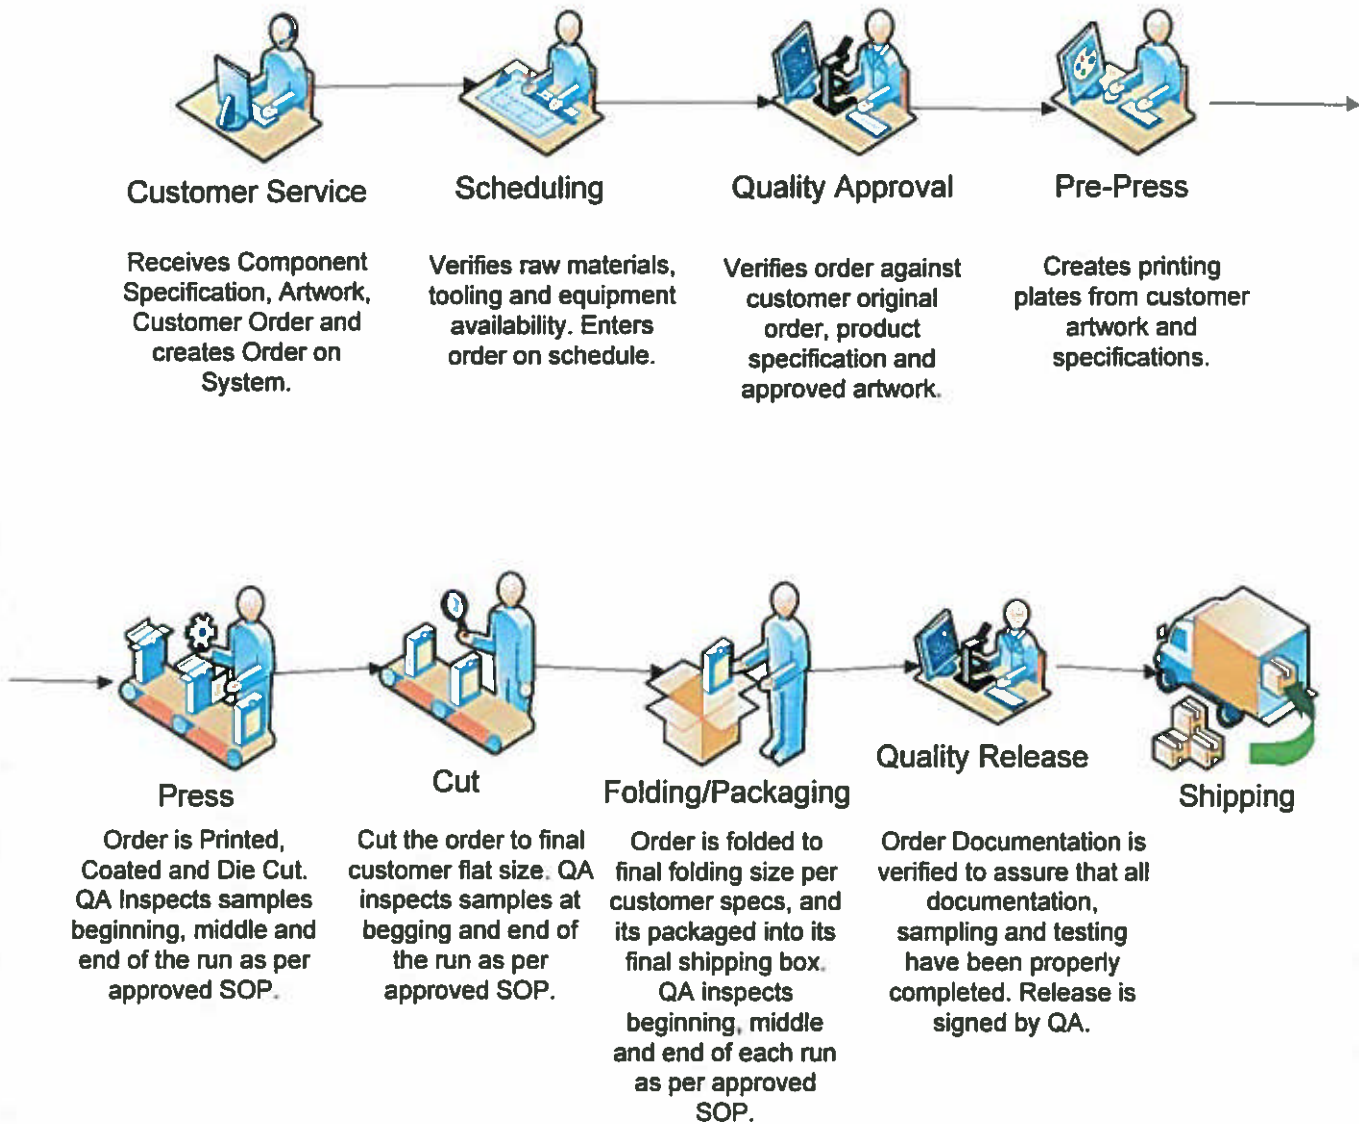 Customer Service
Receives Component
Specification, Artwork,
Customer Order and
creates Order on
System.
Scheduling
Verifies raw materials,
tooling and equipment
availability. Enters
order on schedule.
Quality Approval
Verifies order against
customer original
order, product
specification and
approved artwork.
Pre-Press
Creates printing
plates from customer
artwork and
specifications.
Press
Order is Printed,
Coated and Die Cut.
QA Inspects samples
beginning, middle and
end of the run as per
approved SOP.
Cut
Cut the order to final
customer flat size. QA
inspects samples at
begging and end of
the run as per
approved SOP.
Folding/Packaging
Order is folded to
final folding size per
customer specs, and
its packaged into its
final shipping box.
QA inspects
beginning, middle
and end of each run
as per approved
SOP.
Quality Release
Order Documentation is
verified to assure that all
documentation,
sampling and testing
have been properly
completed. Release is
signed by QA.
Shipping